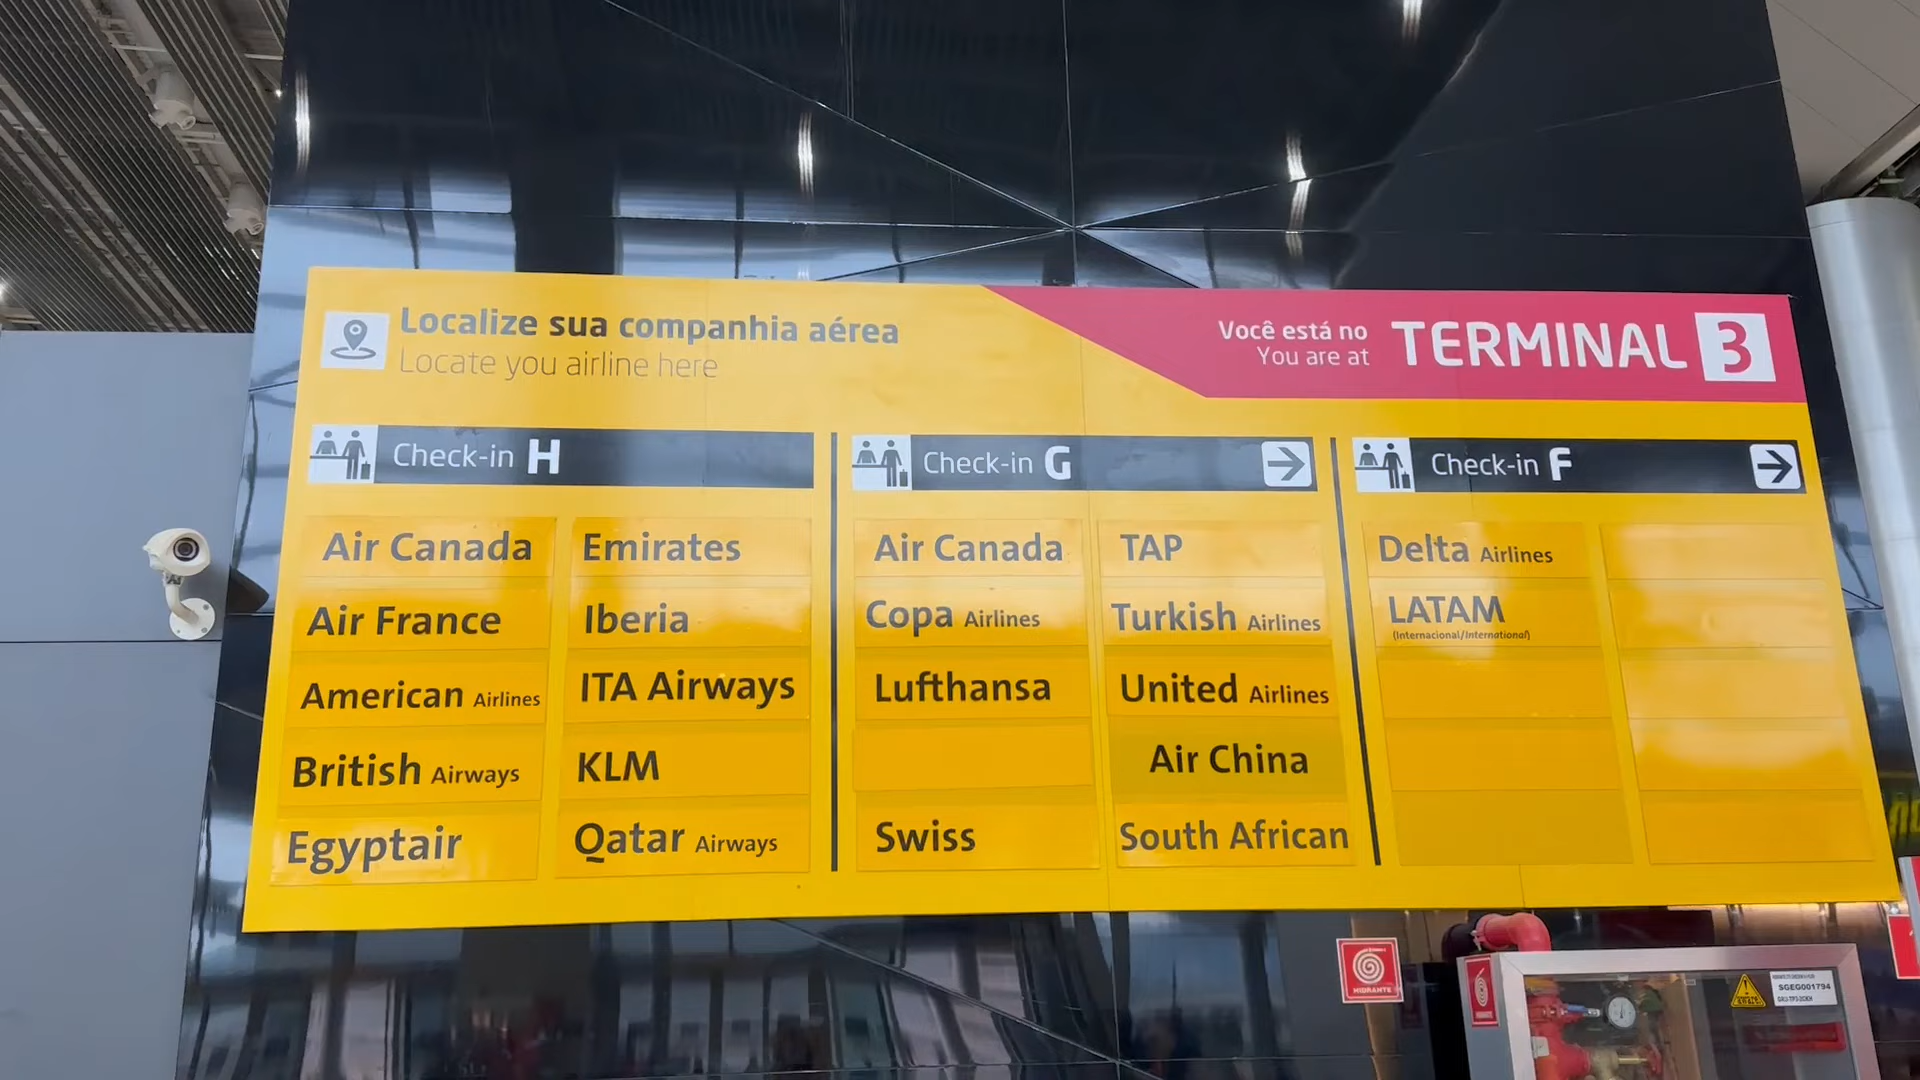 Localize sua companhia aérea
Locate you airline here
Você está no
You are at
TERMINAL 3
Check-in H
Air Canada
Air France
American Airlines
British Airways
Egyptair
Emirates
Iberia
ITA Airways
KLM
Qatar Airways
Check-in G
Air Canada
Copa Airlines
Lufthansa
Swiss
TAP
Turkish Airlines
United Airlines
Air China
South African
Check-in F
Delta Airlines
LATAM
(Internacional/International)
HIDRANTE
SGEG001794